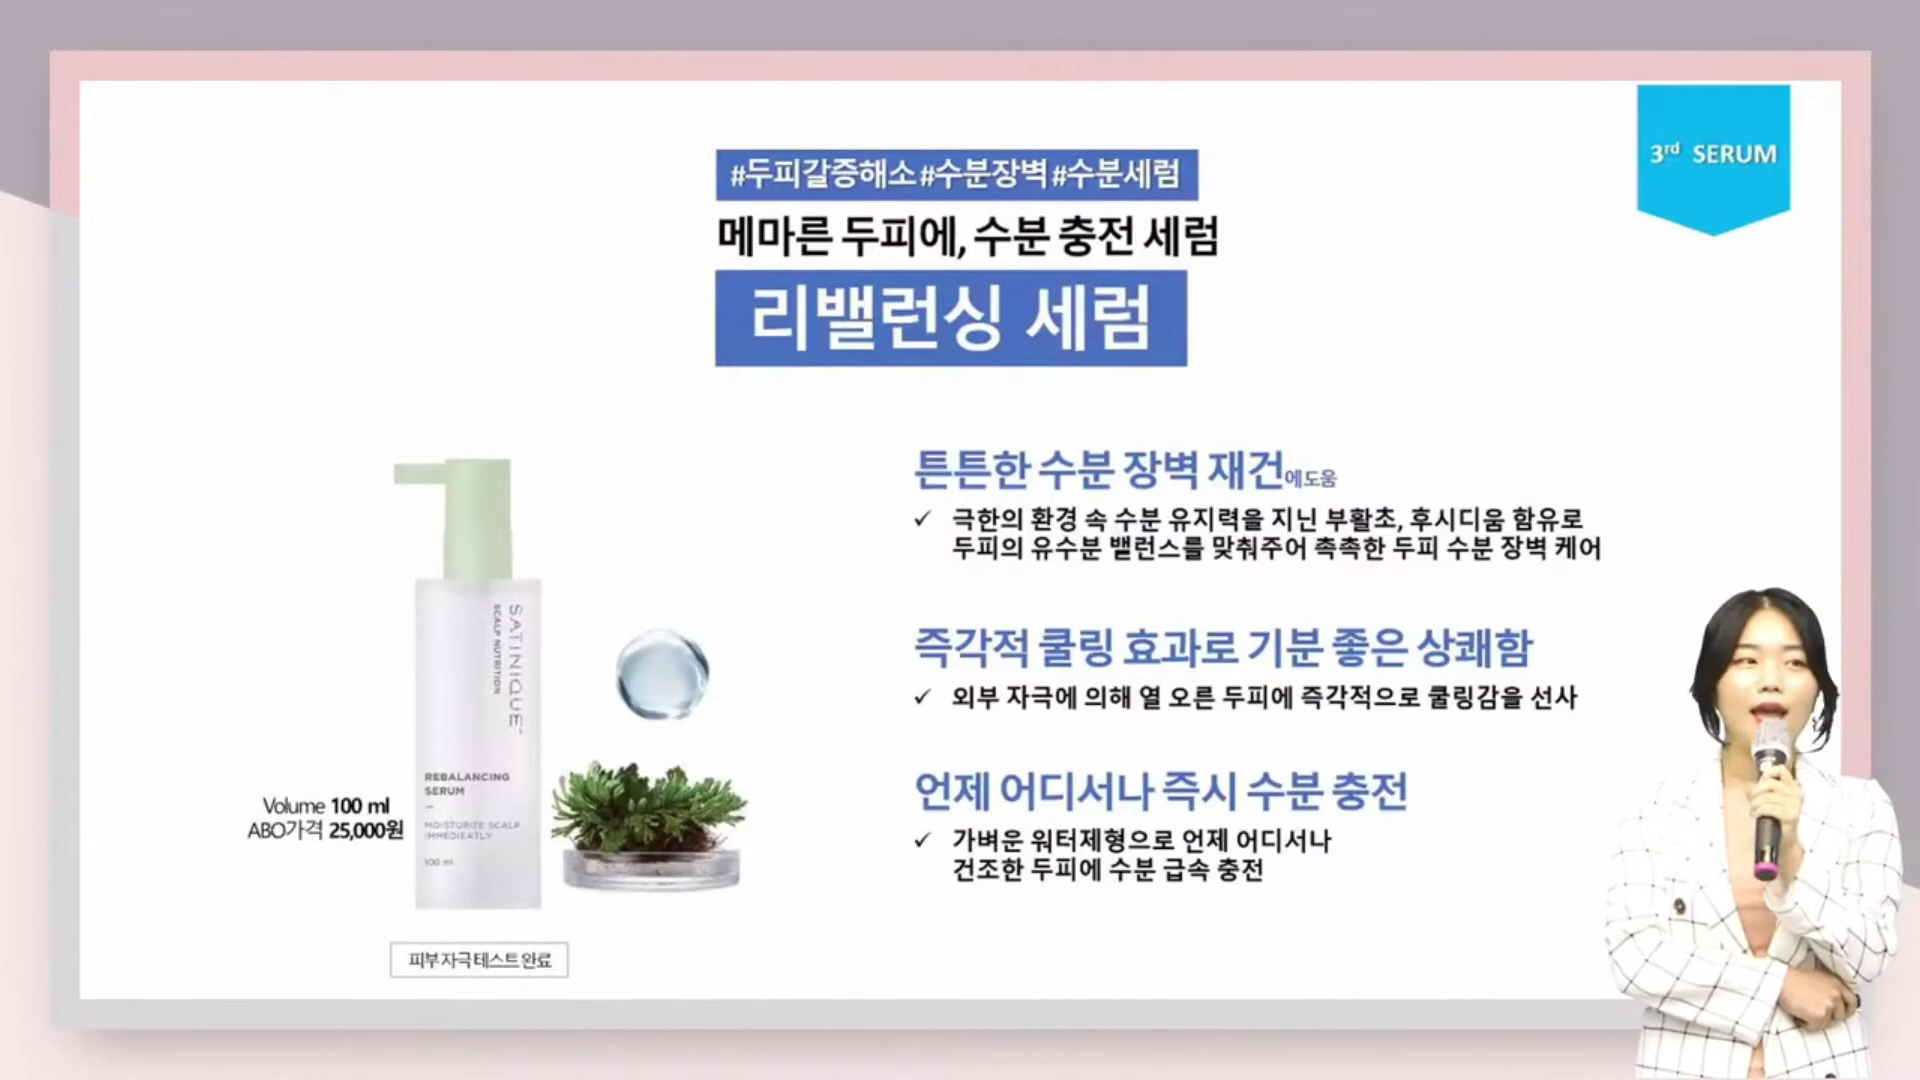 3rd SERUM
#두피갈증해소 #수분장벽 #수분세럼
메마른 두피에, 수분 충전 세럼
리밸런싱 세럼
튼튼한 수분 장벽 재건에도움
✓ 극한의 환경 속 수분 유지력을 지닌 부활초, 후시디움 함유로
두피의 유수분 밸런스를 맞춰주어 촉촉한 두피 수분 장벽 케어
즉각적 쿨링 효과로 기분 좋은 상쾌함
✓ 외부 자극에 의해 열 오른 두피에 즉각적으로 쿨링감을 선사
언제 어디서나 즉시 수분 충전
✓ 가벼운 워터제형으로 언제 어디서나
건조한 두피에 수분 급속 충전
SATINIQUE™
SCALP NUTRITION
REBALANCING
SERUM
MOISTURIZE SCALP
IMMEDIEATLY
100 ml
Volume 100 ml
ABO가격 25,000원
피부자극테스트완료